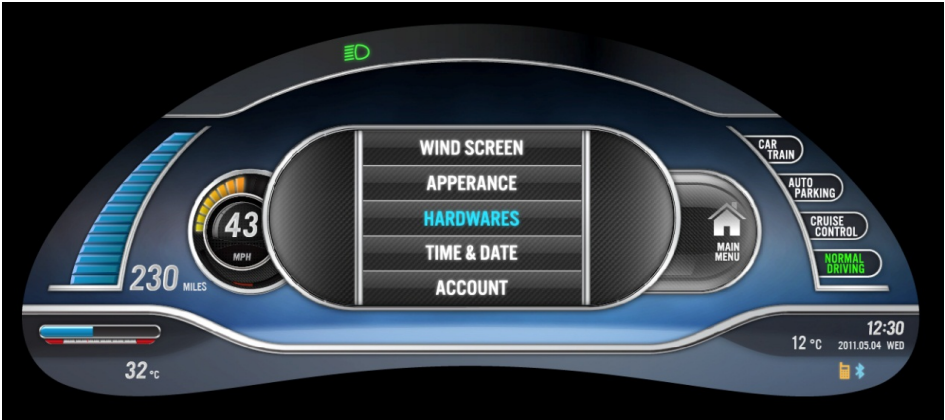 WIND SCREEN
APPERANCE
HARDWARES
TIME & DATE
ACCOUNT
43
MPH
230 MILES
MAIN
MENU
CAR
TRAIN
AUTO
PARKING
CRUISE
CONTROL
NORMAL
DRIVING
32 °C
12:30
12 °C 2011.05.04 WED